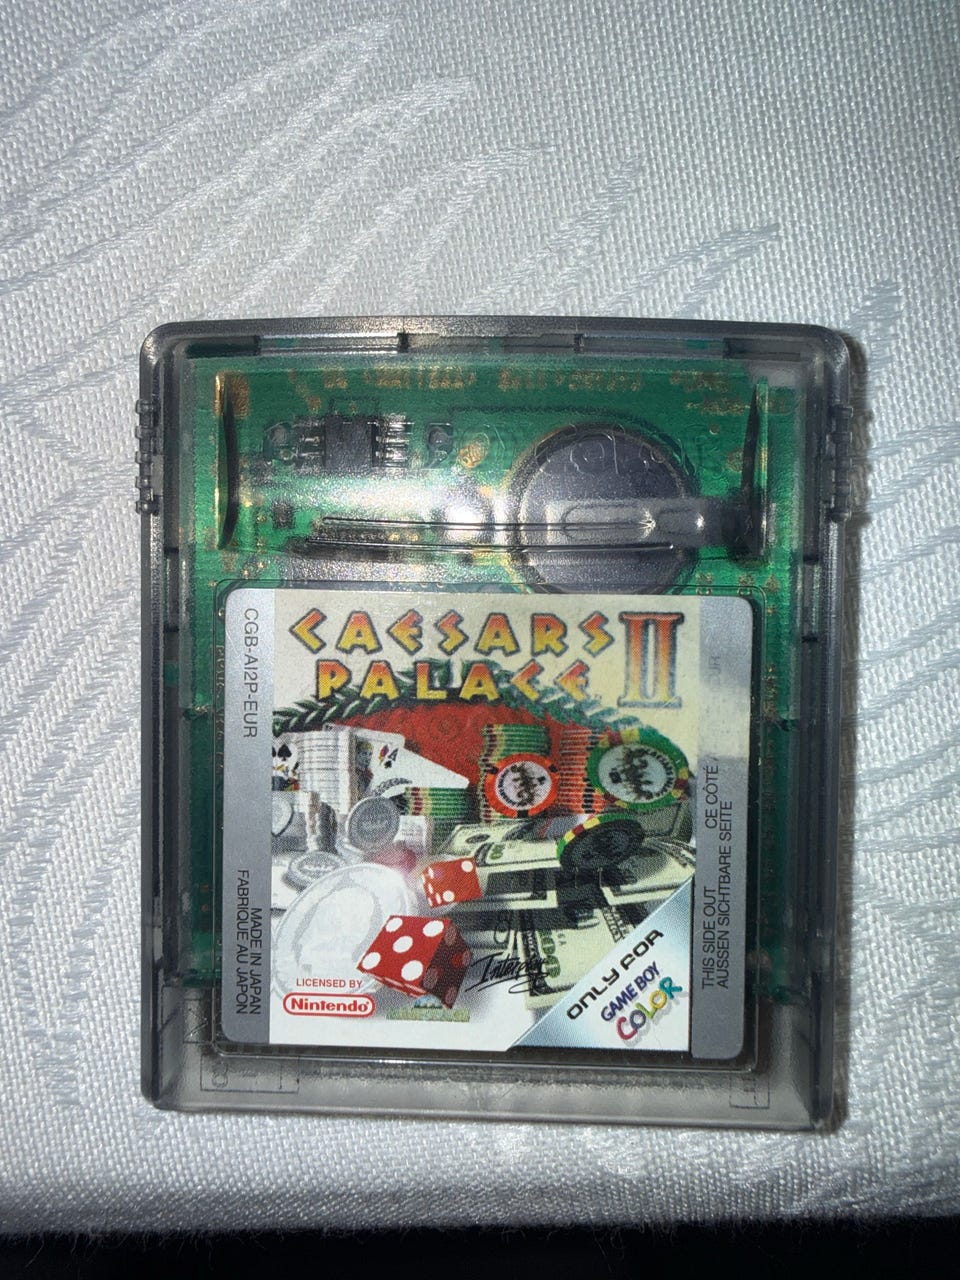 CAESARS
PALACE II
CGB-AI2P-EUR
MADE IN JAPAN
FABRIQUE AU JAPON
THIS SIDE OUT
CE CÔTÉ
AUSSEN SICHTBARE SEITE
LICENSED BY
Nintendo
Interplay
ONLY FOR
GAME BOY
COLOR